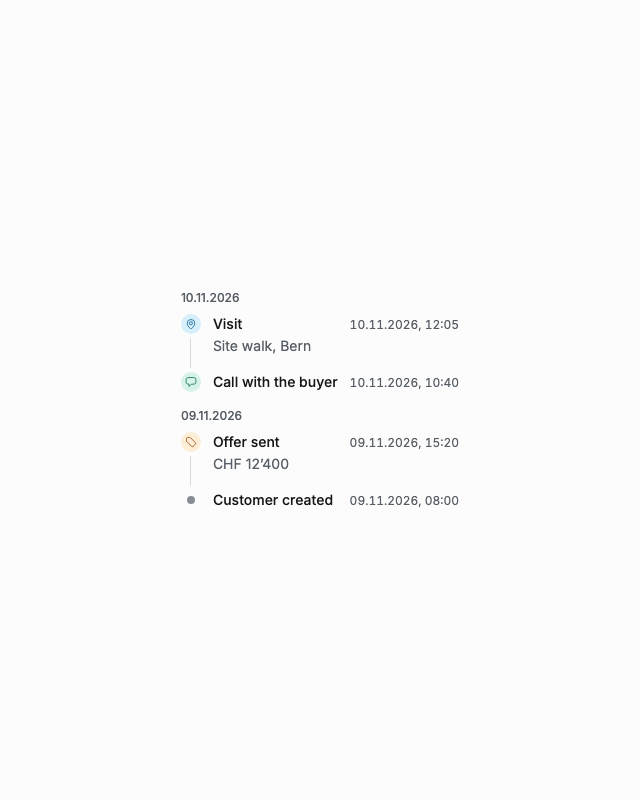 10.11.2026
Visit 10.11.2026, 12:05
Site walk, Bern
Call with the buyer 10.11.2026, 10:40
09.11.2026
Offer sent 09.11.2026, 15:20
CHF 12’400
Customer created 09.11.2026, 08:00